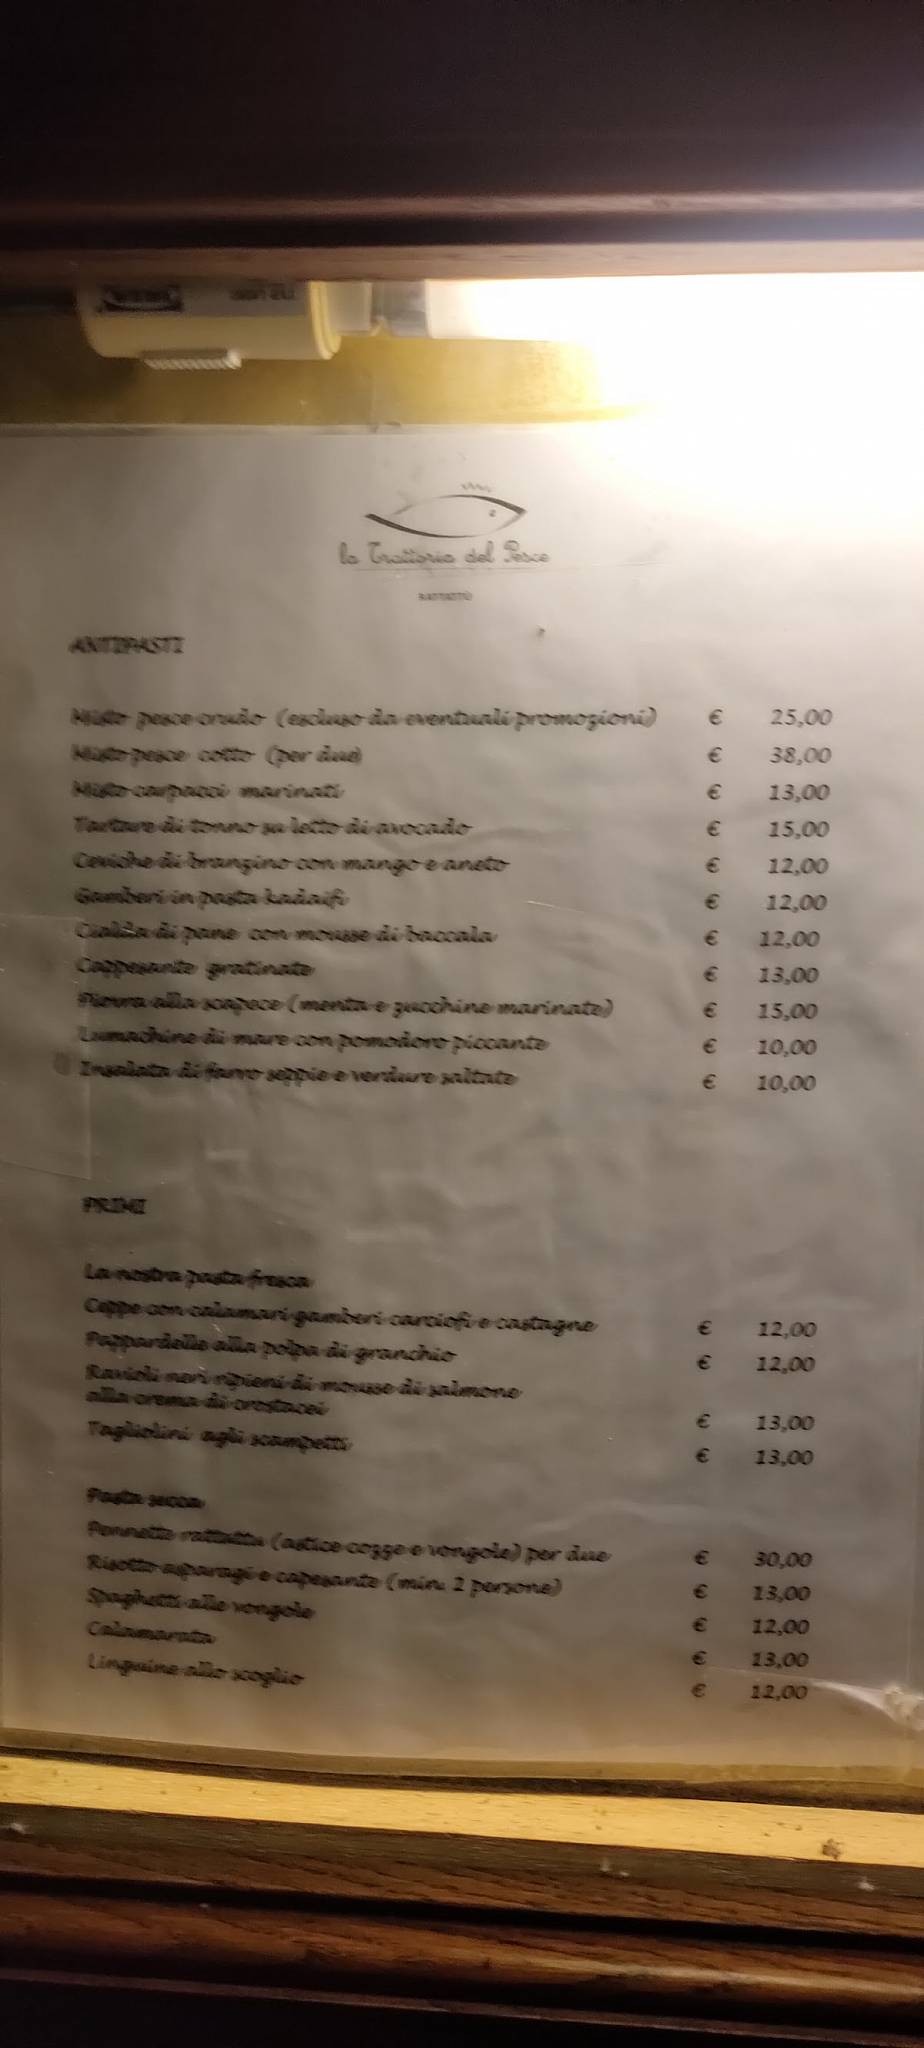 la Trattoria del Pesce
RATTATTÙ
ANTIPASTI
Misto pesce crudo (escluso da eventuali promozioni) € 25,00
Misto pesce cotto (per due) € 38,00
Misto carpacci marinati € 13,00
Tartare di tonno su letto di avocado € 15,00
Ceviche di branzino con mango e aneto € 12,00
Gamberi in pasta kadaifi € 12,00
Cialda di pane con mousse di baccala € 12,00
Cappesante gratinate € 13,00
Piovra alla scapece (menta e zucchine marinate) € 15,00
Lumachine di mare con pomodoro piccante € 10,00
Insalata di farro seppie e verdure saltate € 10,00
PRIMI
La nostra pasta fresca
Ceppe con calamari gamberi carciofi e castagne € 12,00
Pappardelle alla polpa di granchio € 12,00
Ravioli neri ripieni di mousse di salmone
alla crema di crostacei € 13,00
Tagliolini agli scampetti € 13,00
Pasta secca
Pennette rattattu (astice cozze e vongole) per due € 30,00
Risotto asparagi e capesante (min. 2 persone) € 13,00
Spaghetti alle vongole € 12,00
Calamarata € 13,00
Linguine allo scoglio € 12,00